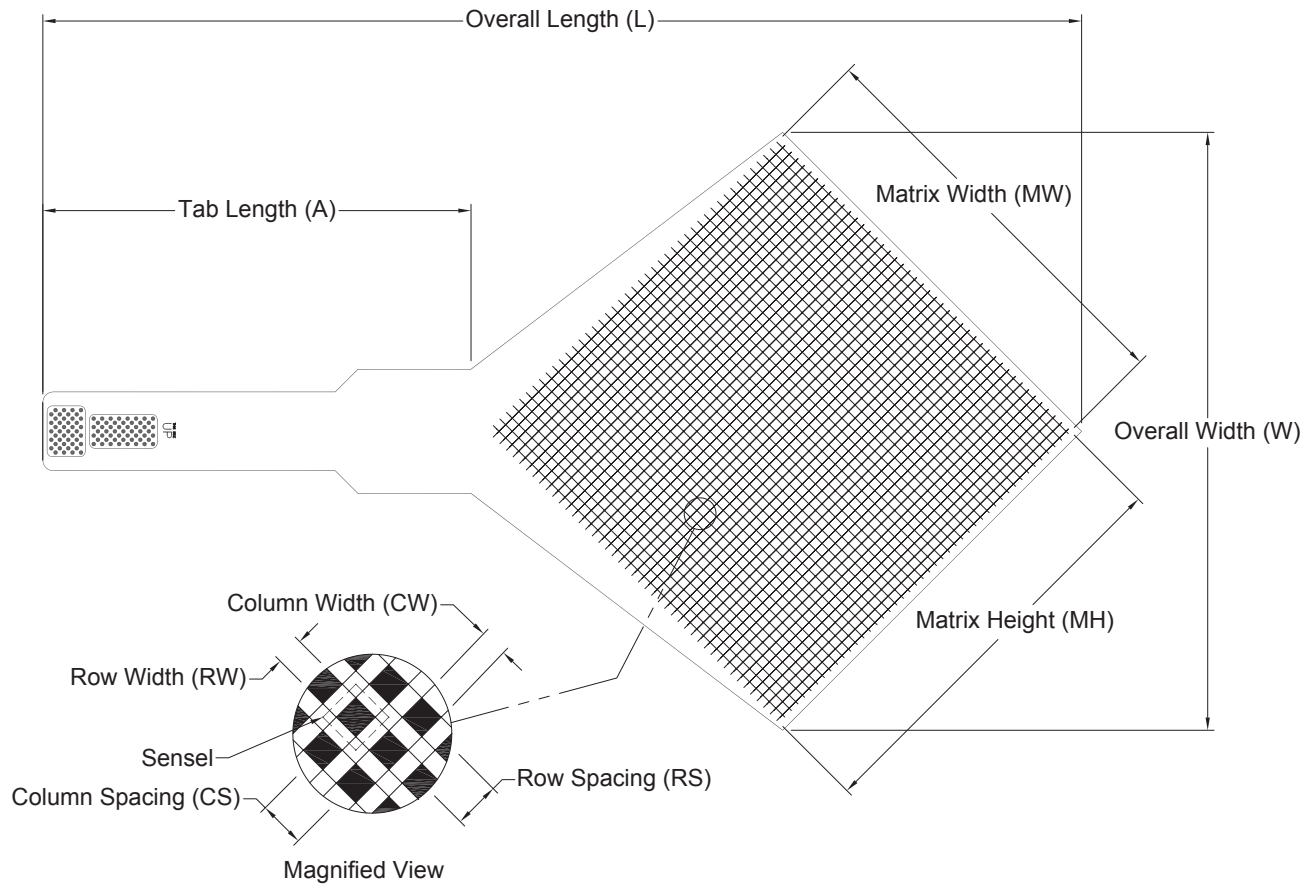 Overall Length (L)
Tab Length (A)
Matrix Width (MW)
UP
Overall Width (W)
Column Width (CW)
Matrix Height (MH)
Row Width (RW)
Sensel
Row Spacing (RS)
Column Spacing (CS)
Magnified View